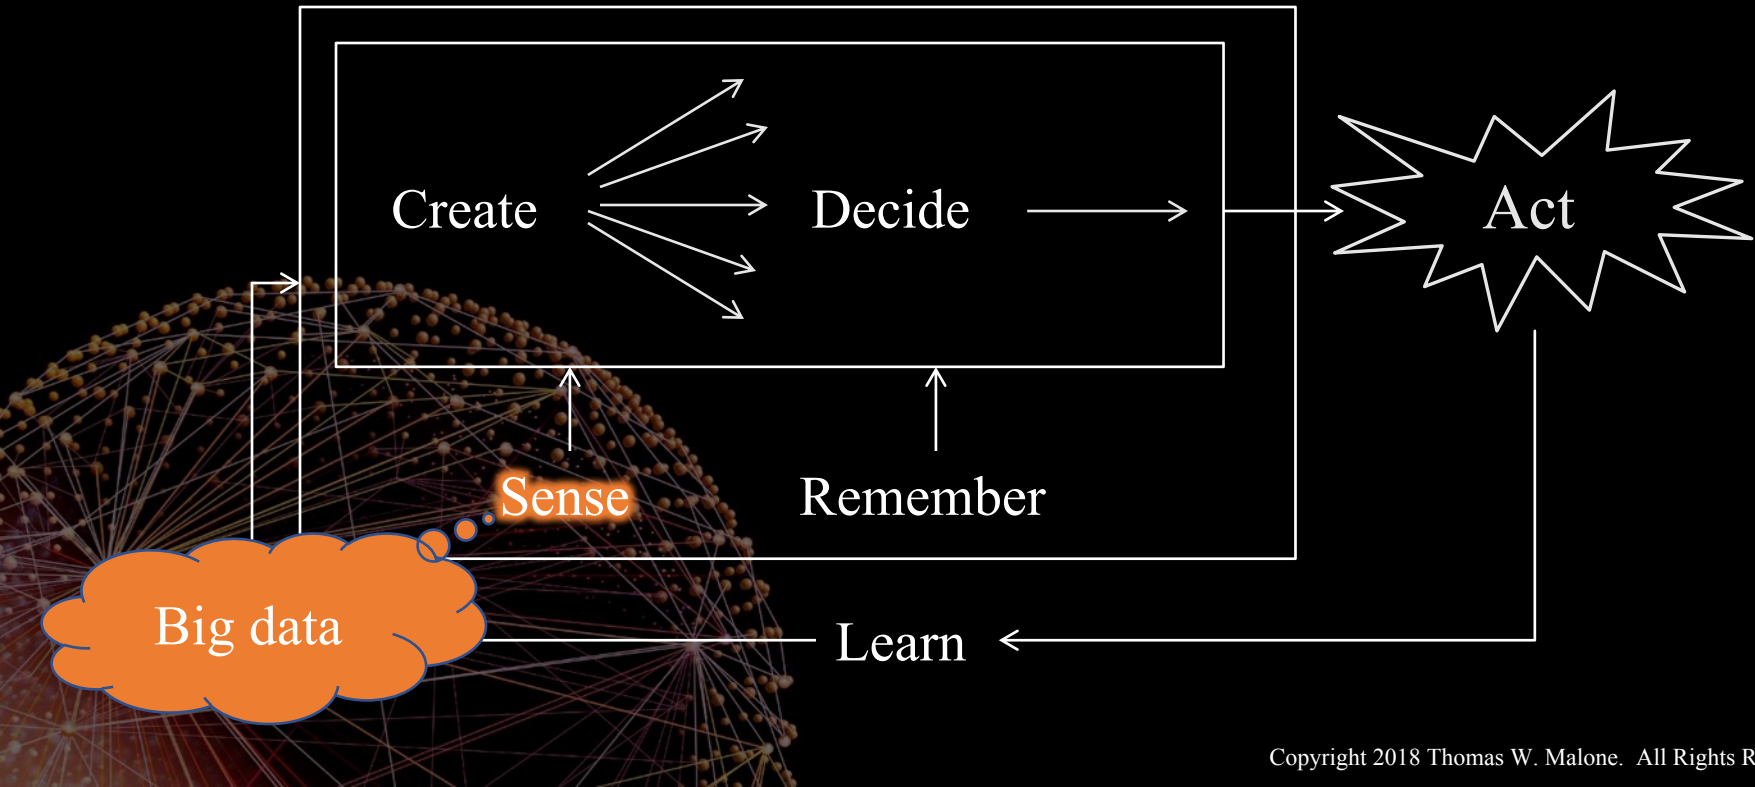 Create
Decide
Act
Sense
Remember
Big data
Learn
Copyright 2018 Thomas W. Malone. All Rights R